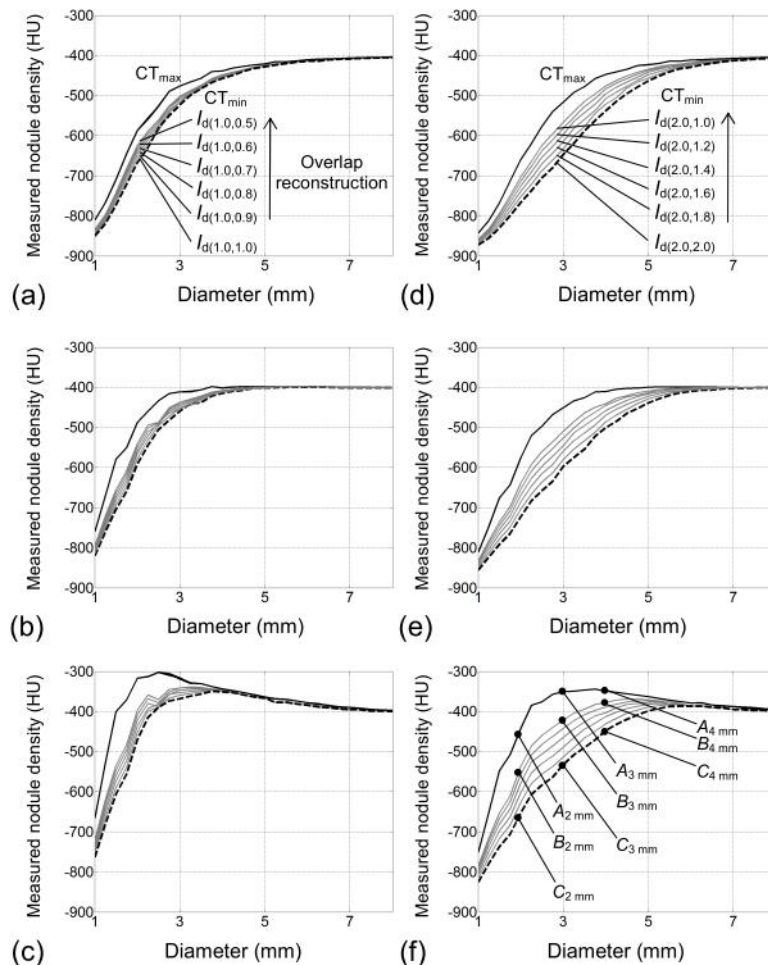 -300
-400
-500
-600
-700
-800
-900
Measured nodule density (HU)
CTmax
CTmin
Id(1.0,0.5)
Id(1.0,0.6)
Id(1.0,0.7)
Id(1.0,0.8)
Id(1.0,0.9)
Id(1.0,1.0)
Overlap
reconstruction
1 3 5 7
Diameter (mm)
(a)
-300
-400
-500
-600
-700
-800
-900
Measured nodule density (HU)
CTmax
CTmin
Id(2.0,1.0)
Id(2.0,1.2)
Id(2.0,1.4)
Id(2.0,1.6)
Id(2.0,1.8)
Id(2.0,2.0)
1 3 5 7
Diameter (mm)
(d)
-300
-400
-500
-600
-700
-800
-900
Measured nodule density (HU)
1 3 5 7
Diameter (mm)
(b)
-300
-400
-500
-600
-700
-800
-900
Measured nodule density (HU)
1 3 5 7
Diameter (mm)
(e)
-300
-400
-500
-600
-700
-800
-900
Measured nodule density (HU)
1 3 5 7
Diameter (mm)
(c)
-300
-400
-500
-600
-700
-800
-900
Measured nodule density (HU)
A4 mm
B4 mm
C4 mm
A3 mm
B3 mm
C3 mm
A2 mm
B2 mm
C2 mm
1 3 5 7
Diameter (mm)
(f)